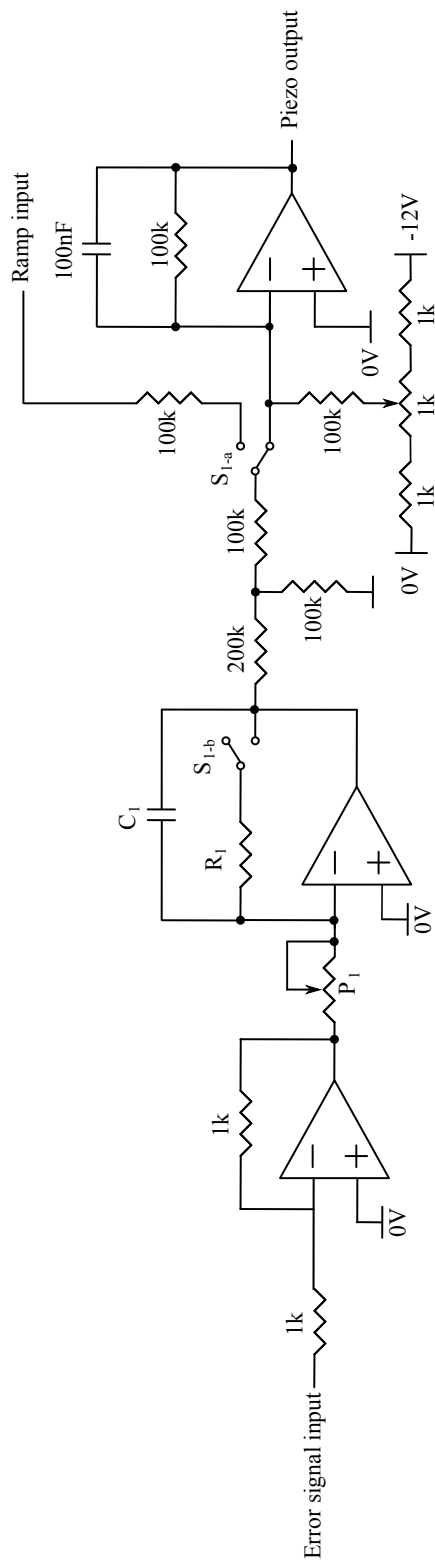 Error signal input
1k
1k
0V
P1
C1
R1
S1-b
0V
200k
100k
100k
S1-a
100k
Ramp input
100nF
100k
0V
Piezo output
100k
0V
1k
1k
1k
-12V